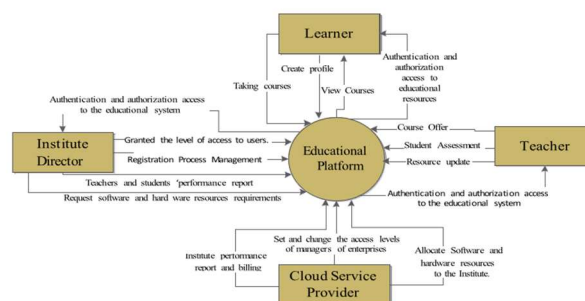 Learner
Create profile
Taking courses
View Courses
Authentication and
authorization
access to
educational
resources
Authentication and authorization access
to the educational system
Institute
Director
Granted the level of access to users.
Registration Process Management
Teachers and students 'performance report
Request software and hard ware resources requirements
Educational
Platform
Course Offer
Student Assessment
Resource update
Teacher
Authentication and authorization access
to the educational system
Institute performance
report and billing
Set and change the access levels
of managers of enterprises
Allocate Software and
hardware resources
to the Institute.
Cloud Service
Provider